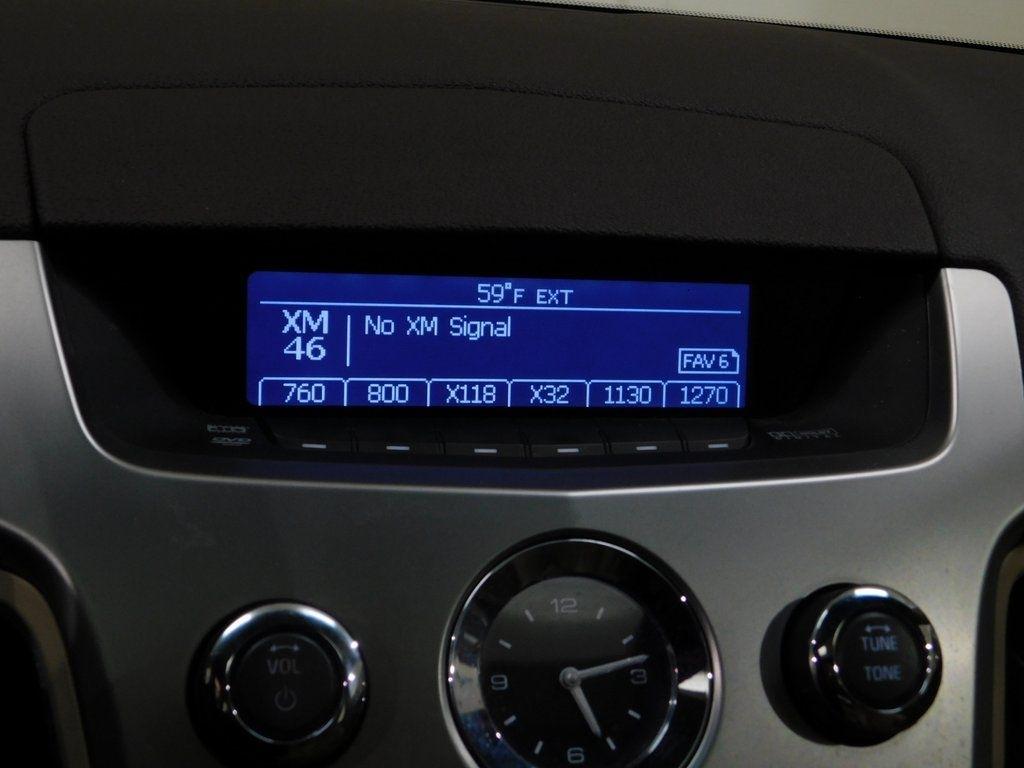 59°F EXT
XM
46
No XM Signal
FAV 6
760 800 X118 X32 1130 1270
DVD
VOL
12
3
6
9
TUNE
TONE